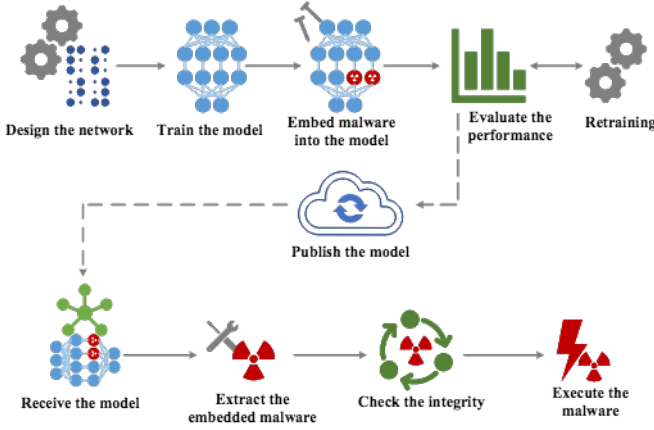 Design the network
Train the model
Embed malware
into the model
Evaluate the
performance
Retraining
Publish the model
Receive the model
Extract the
embedded malware
Check the integrity
Execute the
malware